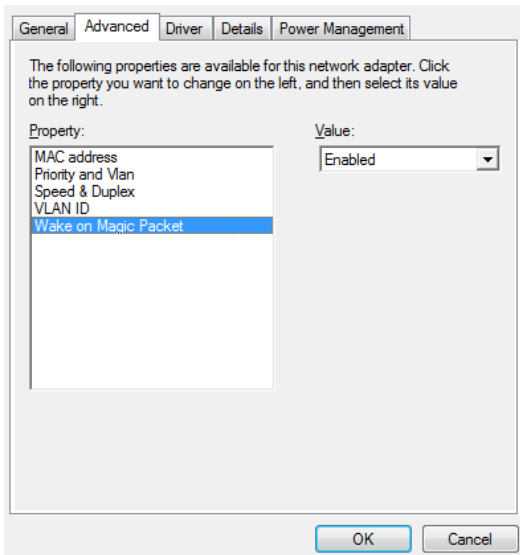 General Advanced Driver Details Power Management
The following properties are available for this network adapter. Click
the property you want to change on the left, and then select its value
on the right.
Property: Value:
MAC address Enabled
Priority and Vlan
Speed & Duplex
VLAN ID
Wake on Magic Packet
OK Cancel